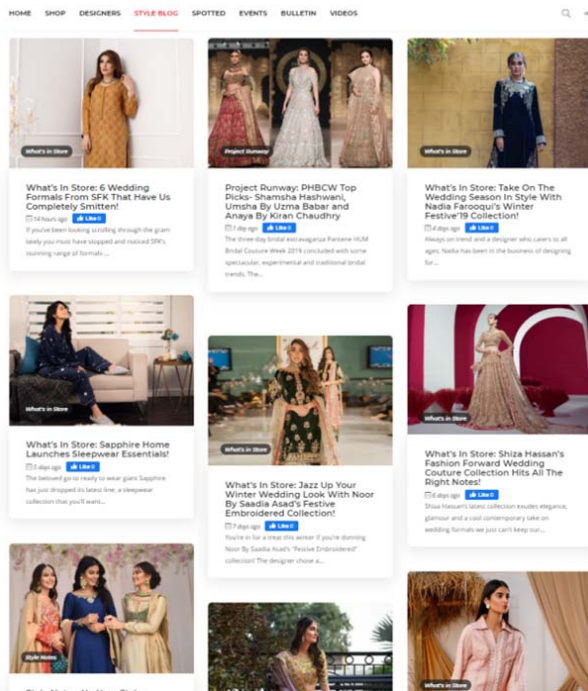 HOME SHOP DESIGNERS STYLE BLOG SPOTTED EVENTS BULLETIN VIDEOS
What's in Store
What's In Store: 6 Wedding
Formals From SFK That Have Us
Completely Smitten!
14 hours ago Like 0
If you've been looking scrolling through the gram
lately you must have stopped and noticed SFK's
stunning range of formals ...
Project Runway
Project Runway: PHBCW Top
Picks- Shamsha Hashwani,
Umsha By Uzma Babar and
Anaya By Kiran Chaudhry
1 day ago Like 0
The three-day bridal extravaganza Pantene HUM
Bridal Couture Week 2019 concluded with some
spectacular, experimental and traditional bridal
trends. The...
What's in Store
What's In Store: Take On The
Wedding Season In Style With
Nadia Farooqui's Winter
Festive'19 Collection!
4 days ago Like 0
Always on trend and a designer who caters to all
ages, Nadia has been in the business of designing
for...
What's in Store
What's In Store: Sapphire Home
Launches Sleepwear Essentials!
5 days ago Like 0
The beloved go to ready to wear giant Sapphire
has just dropped its latest line; a sleepwear
collection that you'll want...
What's in Store
What's In Store: Jazz Up Your
Winter Wedding Look With Noor
By Saadia Asad's Festive
Embroidered Collection!
7 days ago Like 0
You're in for a treat this winter if you're donning
Noor By Saadia Asad's "Festive Embroidered"
collection! The designer chose a...
What's in Store
What's In Store: Shiza Hassan's
Fashion Forward Wedding
Couture Collection Hits All The
Right Notes!
6 days ago Like 0
Shiza Hassan's latest collection exudes elegance,
glamour and a cool contemporary take on
wedding formals we just can't keep our...
Style Notes
What's in Store